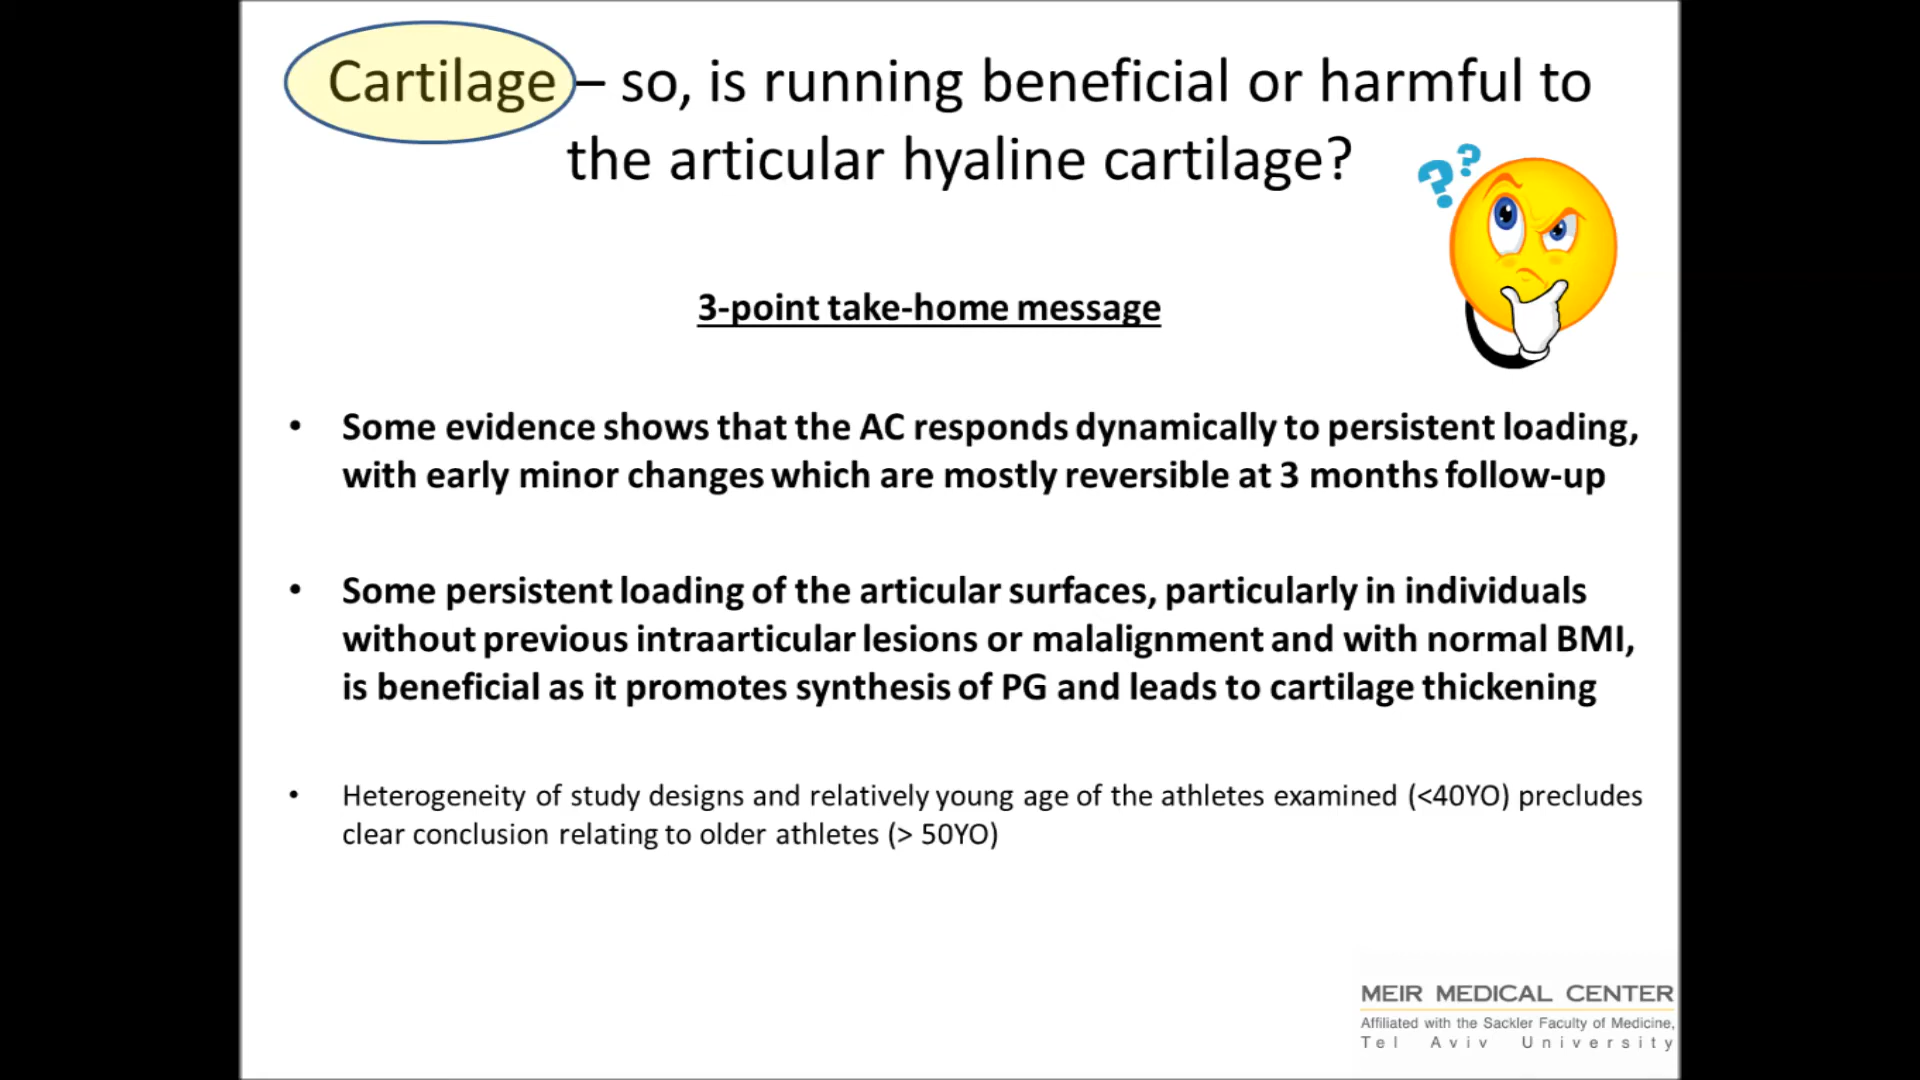 Cartilage – so, is running beneficial or harmful to
the articular hyaline cartilage?
? ?
3-point take-home message
• Some evidence shows that the AC responds dynamically to persistent loading,
with early minor changes which are mostly reversible at 3 months follow-up
• Some persistent loading of the articular surfaces, particularly in individuals
without previous intraarticular lesions or malalignment and with normal BMI,
is beneficial as it promotes synthesis of PG and leads to cartilage thickening
• Heterogeneity of study designs and relatively young age of the athletes examined (<40YO) precludes
clear conclusion relating to older athletes (> 50YO)
MEIR MEDICAL CENTER
Affiliated with the Sackler Faculty of Medicine,
Tel Aviv University